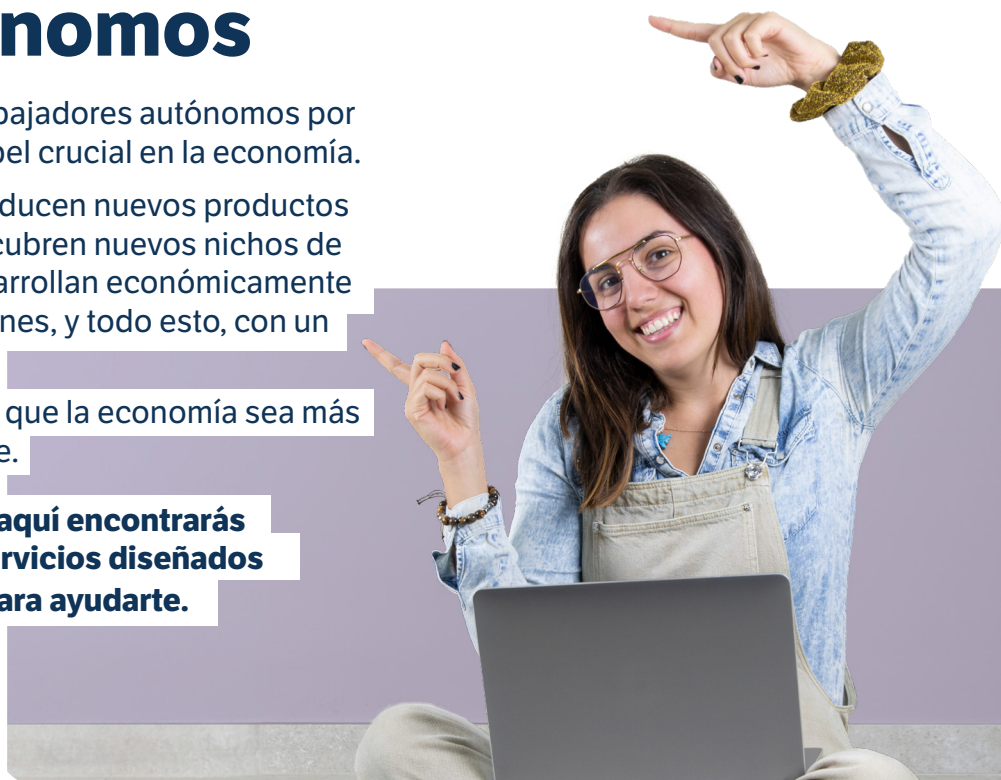 nomos
bajadores autónomos por
pel crucial en la economía.
ducen nuevos productos
cubren nuevos nichos de
arrollan económicamente
nes, y todo esto, con un
que la economía sea más
e.
aquí encontrarás
rvicios diseñados
ara ayudarte.